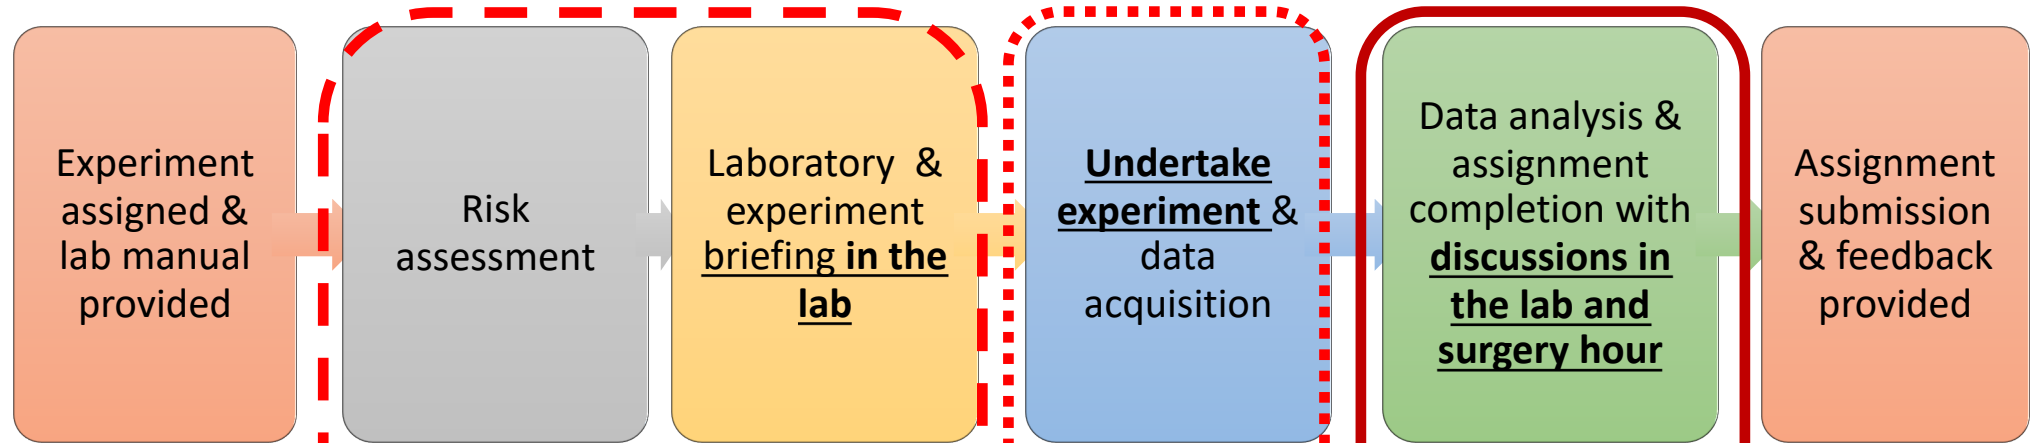 Experiment
assigned &
lab manual
provided
Risk
assessment
Laboratory &
experiment
briefing in the
lab
Undertake
experiment &
data
acquisition
Data analysis &
assignment
completion with
discussions in
the lab and
surgery hour
Assignment
submission
& feedback
provided